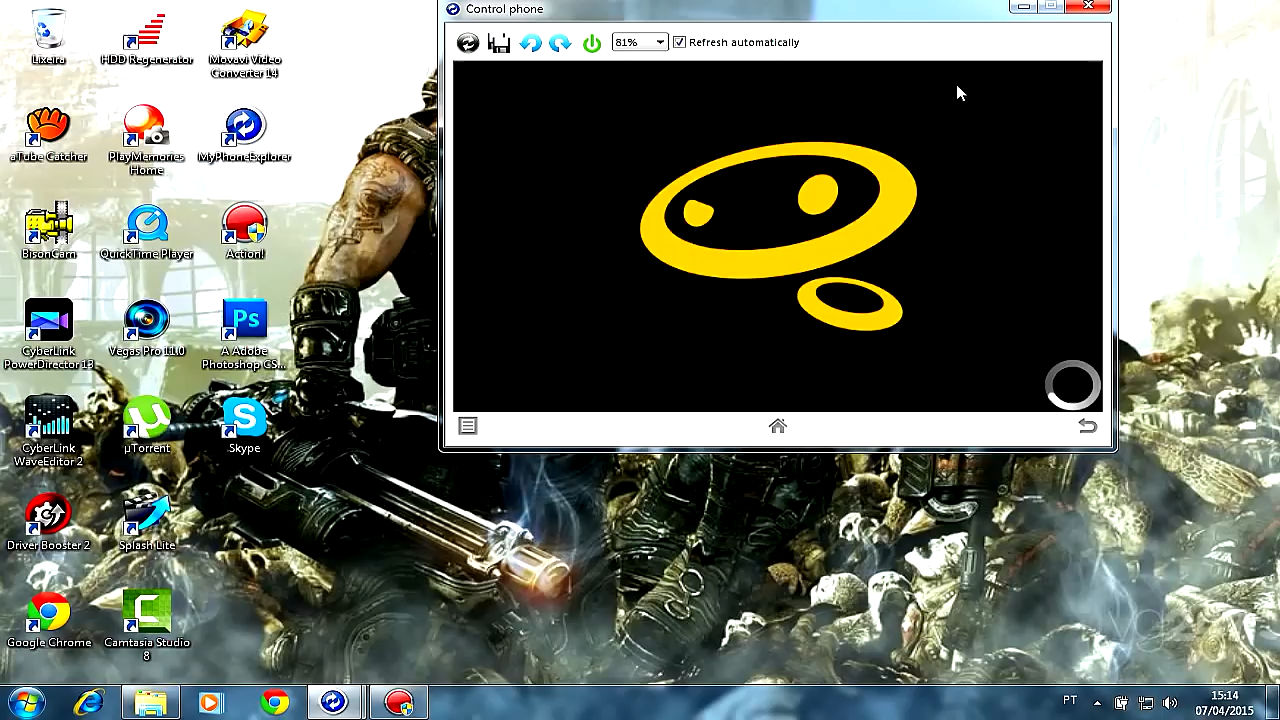 Control phone
81%
Refresh automatically
Lixeira
HDD Regenerator
Movavi Video
Converter 14
aTube Catcher
PlayMemories
Home
MyPhoneExplorer
BisonCam
QuickTime Player
Action!
CyberLink
PowerDirector 13
Vegas Pro 11.0
Ps
A Adobe
Photoshop CS...
CyberLink
WaveEditor 2
µTorrent
Skype
Driver Booster 2
Splash Lite
Google Chrome
Camtasia Studio
8
PT
15:14
07/04/2015